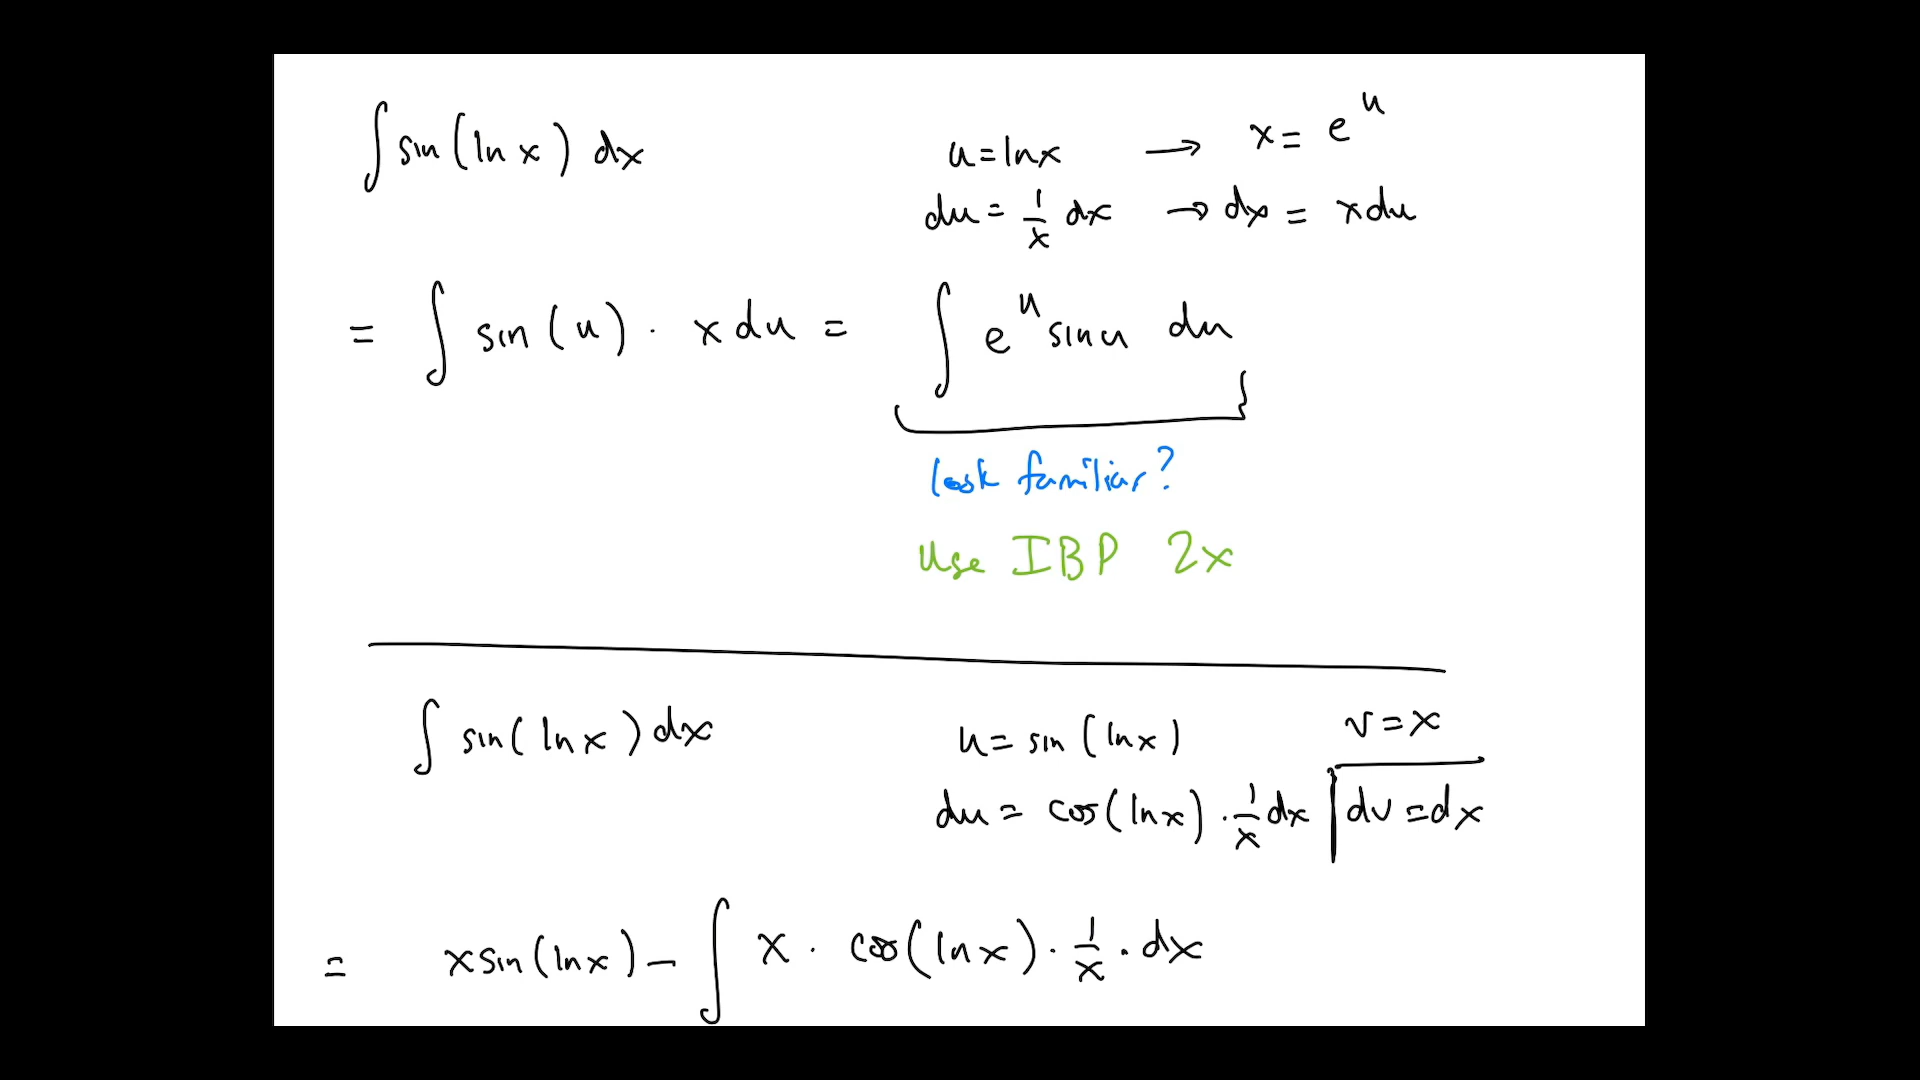 ∫ sin(ln x) dx
u = ln x → x = e^u
du = 1/x dx → dx = x du
= ∫ sin(u) · x du = ∫ e^u sin u du
look familiar?
Use IBP 2x
∫ sin(ln x) dx
u = sin(ln x) v = x
du = cos(ln x) · 1/x dx dv = dx
= x sin(ln x) - ∫ x · cos(ln x) · 1/x · dx